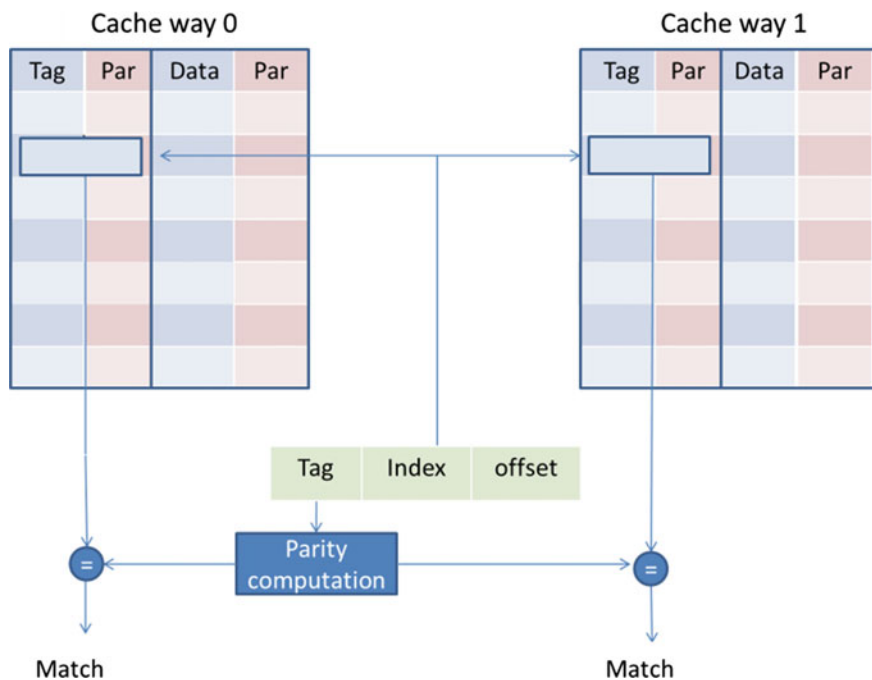 Cache way 0
Cache way 1
Tag Par Data Par
Tag Par Data Par
Tag Index offset
Parity
computation
=
=
Match
Match